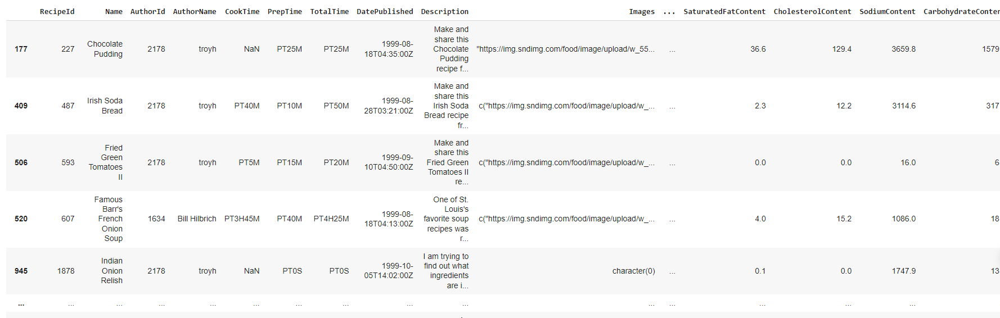 RecipeId Name AuthorId AuthorName CookTime PrepTime TotalTime DatePublished Description Images ... SaturatedFatContent CholesterolContent SodiumContent CarbohydrateConter
177 227 Chocolate Pudding 2178 troyh NaN PT25M PT25M 1999-08-18T04:35:00Z Make and share this Chocolate Pudding recipe f... "https://img.sndimg.com/food/image/upload/w_55... ... 36.6 129.4 3659.8 1579
409 487 Irish Soda Bread 2178 troyh PT40M PT10M PT50M 1999-08-28T03:21:00Z Make and share this Irish Soda Bread recipe fr... c("https://img.sndimg.com/food/image/upload/w_... ... 2.3 12.2 3114.6 317
506 593 Fried Green Tomatoes II 2178 troyh PT5M PT15M PT20M 1999-09-10T04:50:00Z Make and share this Fried Green Tomatoes II re... c("https://img.sndimg.com/food/image/upload/w_... ... 0.0 0.0 16.0 6
520 607 Famous Barr's French Onion Soup 1634 Bill Hilbrich PT3H45M PT40M PT4H25M 1999-08-18T04:13:00Z One of St. Louis's favorite soup recipes was r... c("https://img.sndimg.com/food/image/upload/w_... ... 4.0 15.2 1086.0 18
945 1878 Indian Onion Relish 2178 troyh NaN PT0S PT0S 1999-10-05T14:02:00Z I am trying to find out what ingredients are i... character(0) ... 0.1 0.0 1747.9 13
... ... ... ... ... ... ... ... ... ... ... ... ... ... ...